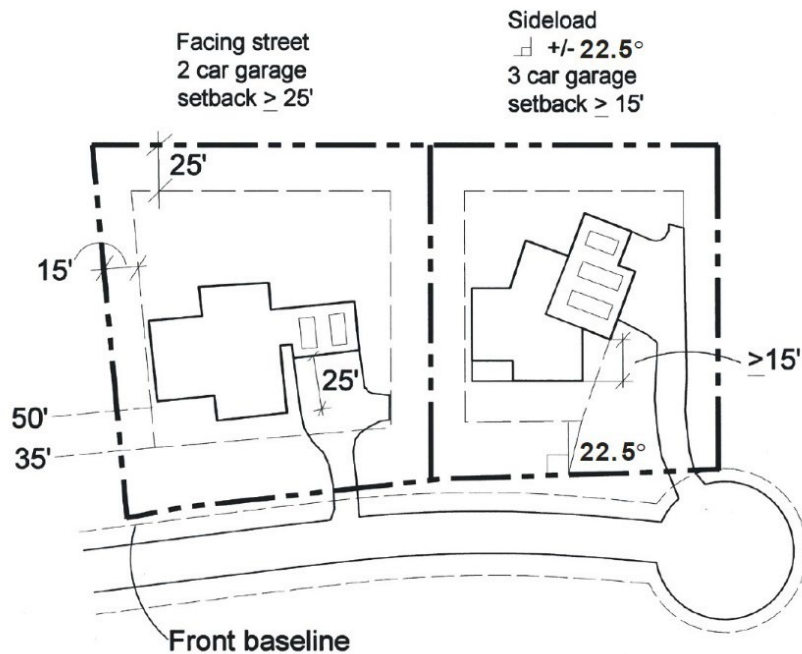 Facing street
2 car garage
setback ≥ 25'
Sideload
+/- 22.5°
3 car garage
setback ≥ 15'
25'
15'
25'
≥15'
50'
35'
22.5°
Front baseline